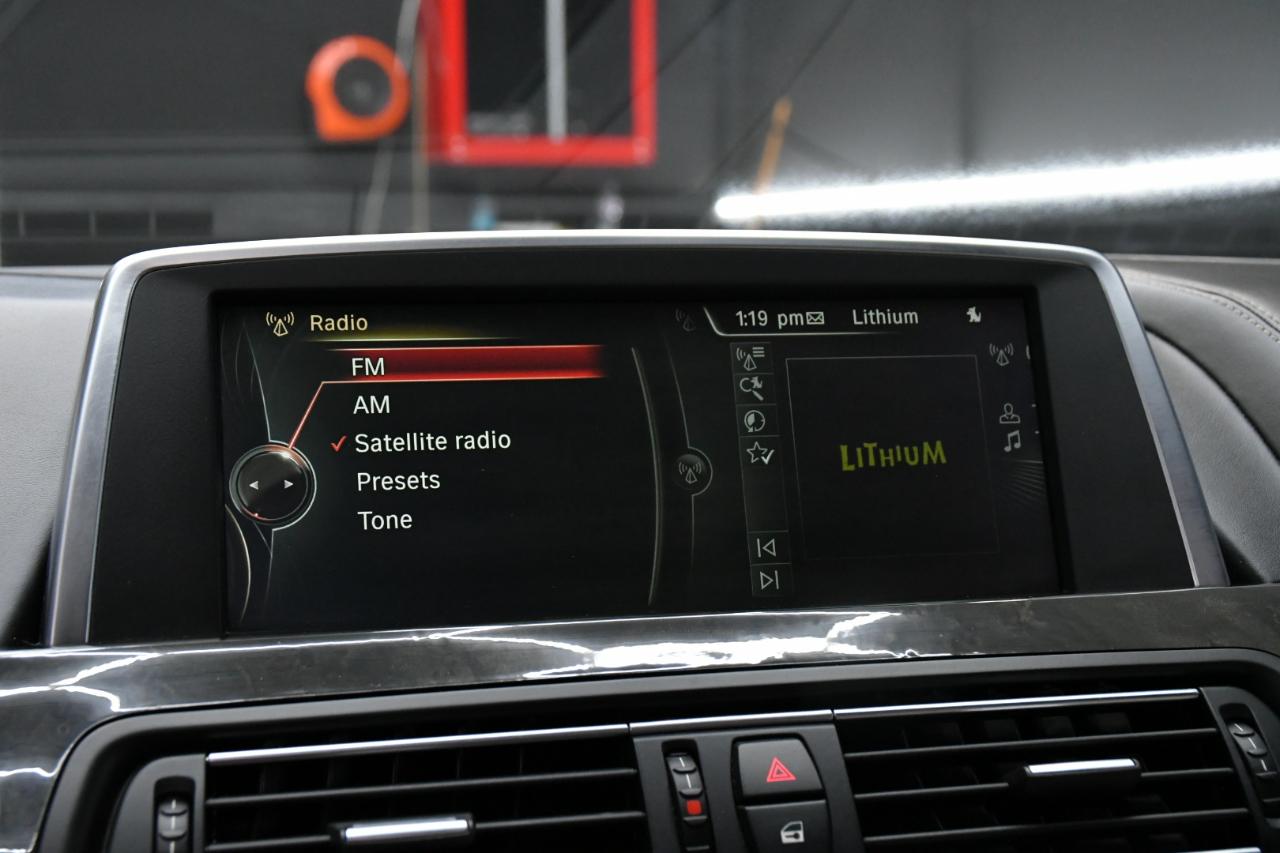 Radio
1:19 pm Lithium
FM
AM
Satellite radio
Presets
Tone
LiTHiUM